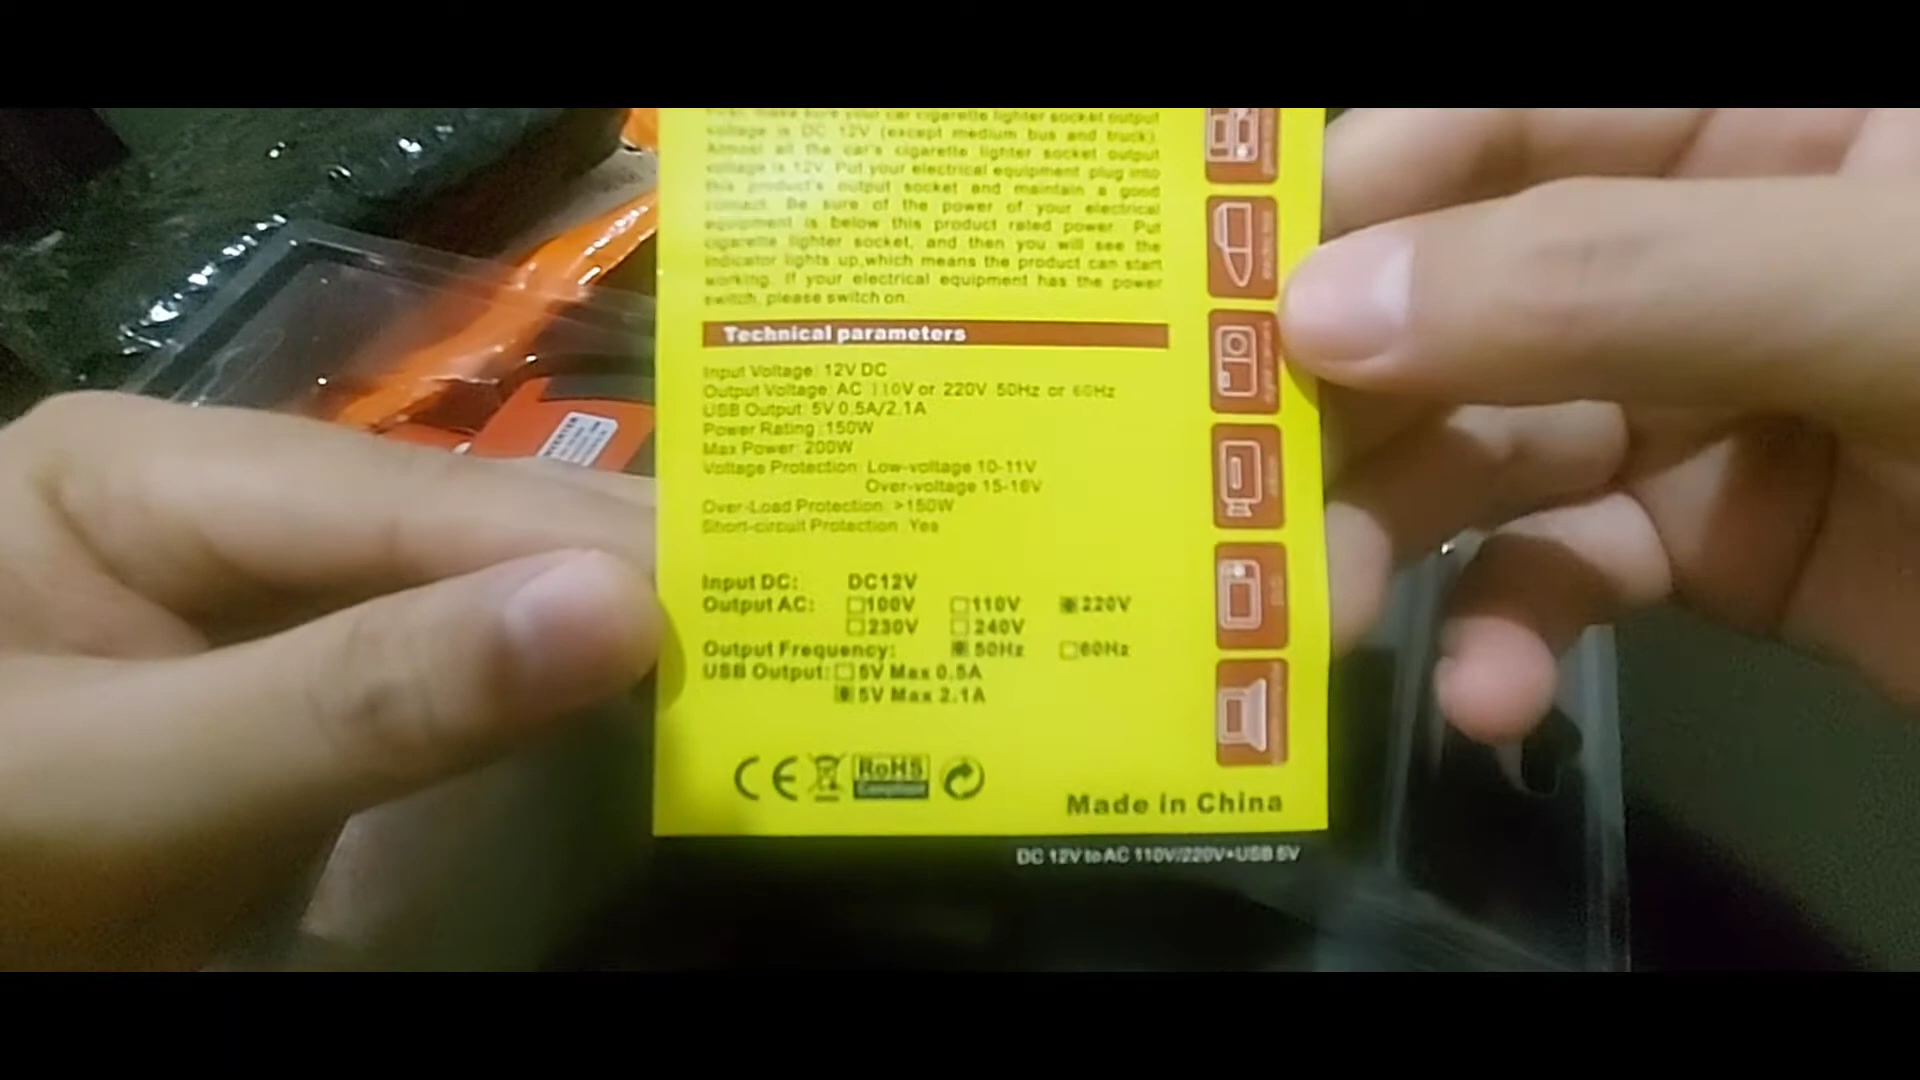 First, make sure your car cigarette lighter socket output
voltage is DC 12V (except medium bus and truck).
Almost all the car's cigarette lighter socket output
voltage is 12V. Put your electrical equipment plug into
this product's output socket and maintain a good
contact. Be sure of the power of your electrical
equipment is below this product rated power. Put
cigarette lighter socket, and then you will see the
indicator lights up,which means the product can start
working. If your electrical equipment has the power
switch, please switch on.
Technical parameters
Input Voltage: 12V DC
Output Voltage: AC 110V or 220V 50Hz or 60Hz
USB Output: 5V 0.5A/2.1A
Power Rating: 150W
Max Power: 200W
Voltage Protection: Low-voltage 10-11V
Over-voltage 15-16V
Over-Load Protection: >150W
Short-circuit Protection: Yes
Input DC: DC12V
Output AC: 100V 110V 220V
230V 240V
Output Frequency: 50Hz 60Hz
USB Output: 5V Max 0.5A
5V Max 2.1A
CE RoHS
Compliant
Made in China
DC 12V to AC 110V/220V+USB 5V